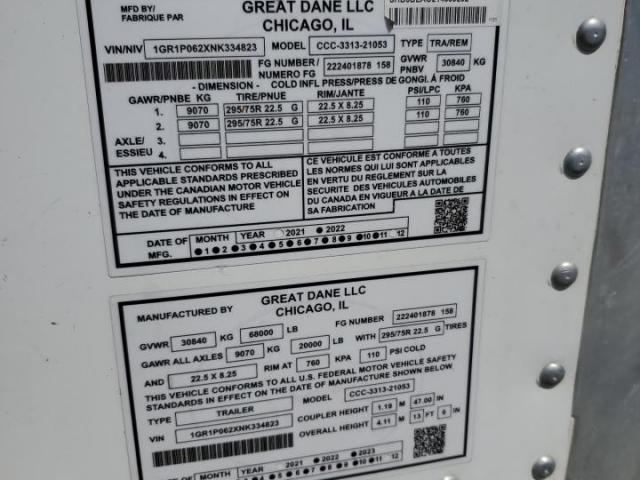 MFD BY/
FABRIQUE PAR
GREAT DANE LLC
CHICAGO, IL
VIN/NIV 1GR1P062XNK334823 MODEL CCC-3313-21053 TYPE TRA/REM
FG NUMBER/
NUMERO FG 222401878 158
GVWR
PNBV 30840 KG
- DIMENSION - COLD INFL PRESS/PRESS DE GONGL À FROID
GAWR/PNBE KG TIRE/PNUE RIM/JANTE PSI/LPC KPA
1. 9070 295/75R 22.5 G 22.5 X 8.25 110 760
2. 9070 295/75R 22.5 G 22.5 X 8.25 110 760
AXLE/ 3.
ESSIEU 4.
THIS VEHICLE CONFORMS TO ALL
APPLICABLE STANDARDS PRESCRIBED
UNDER THE CANADIAN MOTOR VEHICLE
SAFETY REGULATIONS IN EFFECT ON
THE DATE OF MANUFACTURE
CE VEHICULE EST CONFORME A TOUTES
LES NORMES QUI LUI SONT APPLICABLES
EN VERTU DU REGLEMENT SUR LA
SECURITE DES VEHICULES AUTOMOBILES
DU CANADA EN VIGUEUR A LA DATE DE
SA FABRICATION
DATE OF
MFG.
MONTH YEAR 2021 2022
1 2 3 4 5 6 7 8 9 10 11 12
MANUFACTURED BY
GREAT DANE LLC
CHICAGO, IL
FG NUMBER 222401878 158
GVWR 30840 KG 68000 LB
GAWR ALL AXLES 9070 KG 20000 LB WITH 295/75R 22.5 G TIRES
AND 22.5 X 8.25 RIM AT 760 KPA 110 PSI COLD
THIS VEHICLE CONFORMS TO ALL U.S. FEDERAL MOTOR VEHICLE SAFETY
STANDARDS IN EFFECT ON THE DATE OF MANUFACTURE SHOWN BELOW.
MODEL CCC-3313-21053
TYPE TRAILER
COUPLER HEIGHT 1.19 M 47.00 IN
VIN 1GR1P062XNK334823
OVERALL HEIGHT 4.11 M 13 FT 6 IN
DATE OF MONTH YEAR 2021 2022 2023